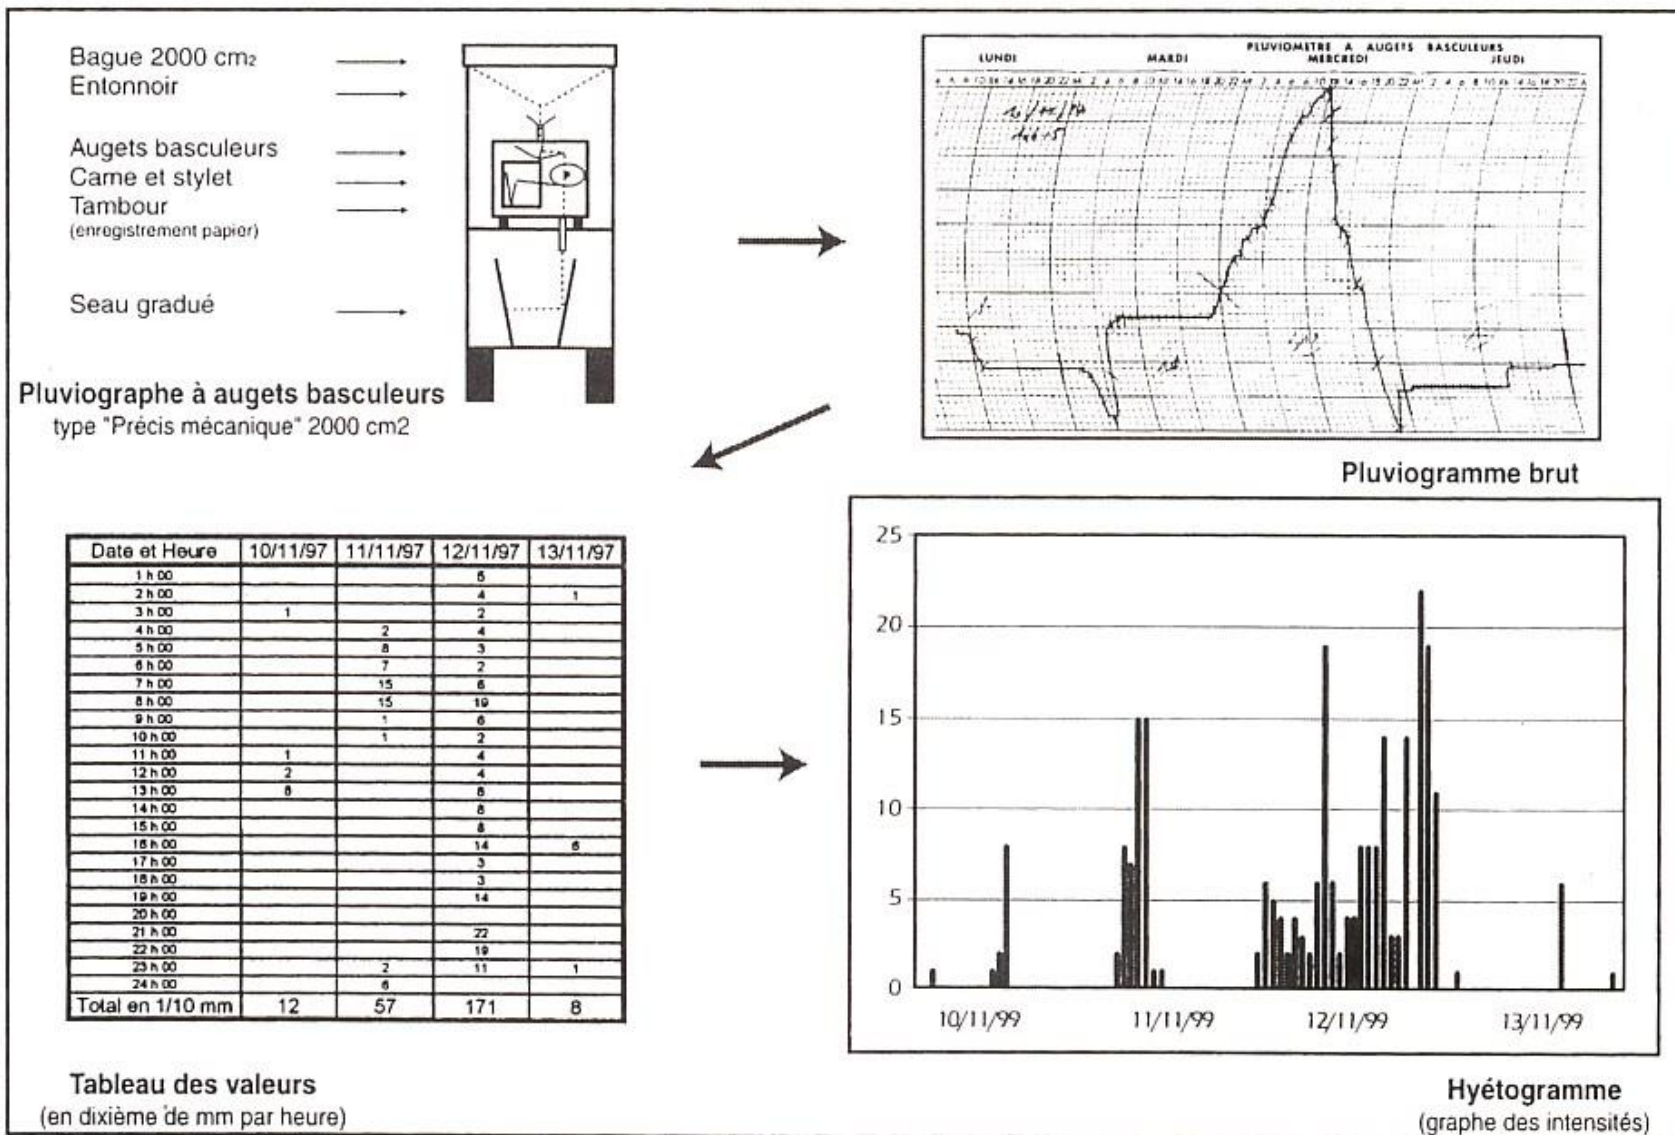 Bague 2000 cm2
Entonnoir
Augets basculeurs
Came et stylet
Tambour
(enregistrement papier)
Seau gradué
P
Pluviographe à augets basculeurs
type "Précis mécanique" 2000 cm2
PLUVIOMETRE A AUGETS BASCULEURS
LUNDI MARDI MERCREDI JEUDI
Pluviogramme brut
Date et Heure 10/11/97 11/11/97 12/11/97 13/11/97
1 h 00 5
2 h 00 4 1
3 h 00 1 2
4 h 00 2 4
5 h 00 8 3
6 h 00 7 2
7 h 00 15 6
8 h 00 15 19
9 h 00 1 6
10 h 00 1 2
11 h 00 1 4
12 h 00 2 4
13 h 00 8 8
14 h 00 8
15 h 00 8
16 h 00 14 6
17 h 00 3
18 h 00 3
19 h 00 14
20 h 00
21 h 00 22
22 h 00 19
23 h 00 2 11 1
24 h 00 6
Total en 1/10 mm 12 57 171 8
Tableau des valeurs
(en dixième de mm par heure)
25
20
15
10
5
0
10/11/99 11/11/99 12/11/99 13/11/99
Hyétogramme
(graphe des intensités)